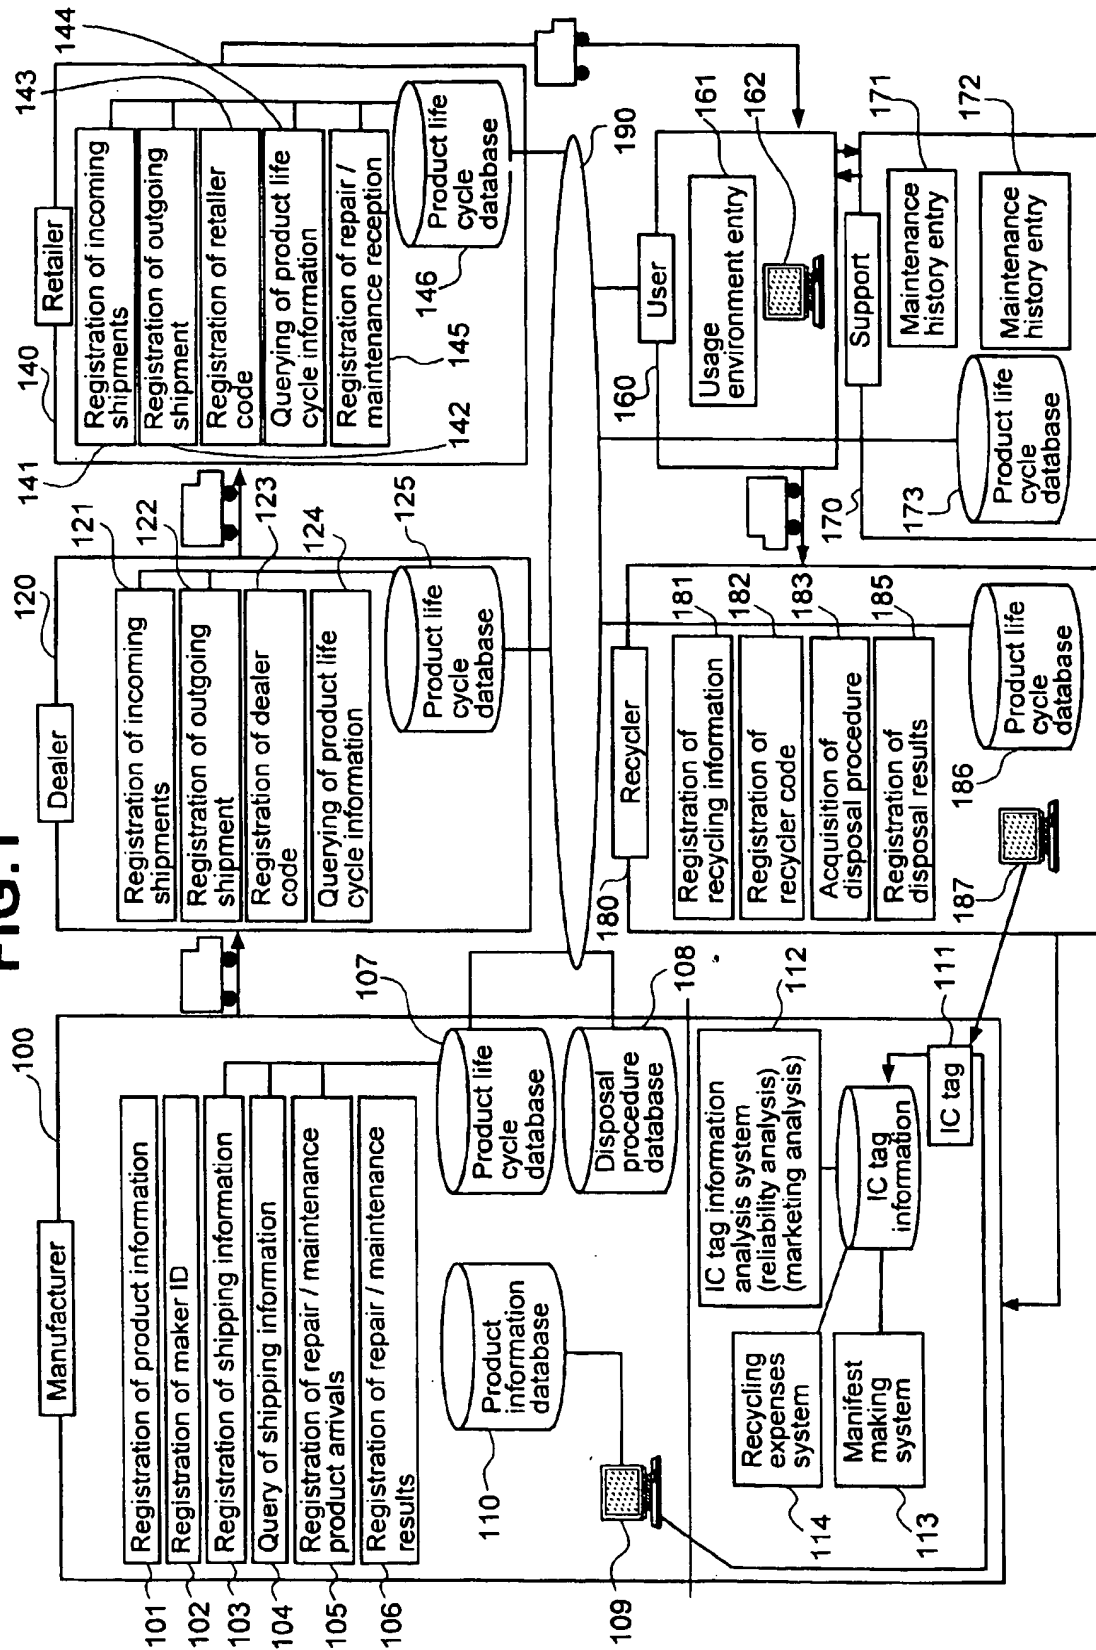 FIG. 1
100
Manufacturer
Registration of product information
101
Registration of maker ID
102
Registration of shipping information
103
Query of shipping information
104
Registration of repair / maintenance
product arrivals
105
Registration of repair / maintenance
results
106
Product life
cycle
database
107
Disposal
procedure
database
108
Product
information
database
110
109
IC tag information
analysis system
(reliability analysis)
(marketing analysis)
112
IC tag
111
IC tag
information
Recycling
expenses
system
114
Manifest
making
system
113
120
Dealer
Registration of incoming
shipments
121
Registration of outgoing
shipment
122
Registration of dealer
code
123
Querying of product life
cycle information
124
Product life
cycle
database
125
140
Retailer
Registration of incoming
shipments
141
Registration of outgoing
shipment
142
Registration of retaller
code
143
Querying of product life
cycle information
144
Registration of repair /
maintenance reception
145
Product life
cycle
database
146
190
180
Recycler
Registration of
recycling information
181
Registration of
recycler code
182
Acquisition of
disposal procedure
183
Registration of
disposal results
185
Product life
cycle
database
186
187
160
User
Usage
environment entry
161
162
170
Support
Maintenance
history entry
171
Maintenance
history entry
172
Product life
cycle
database
173